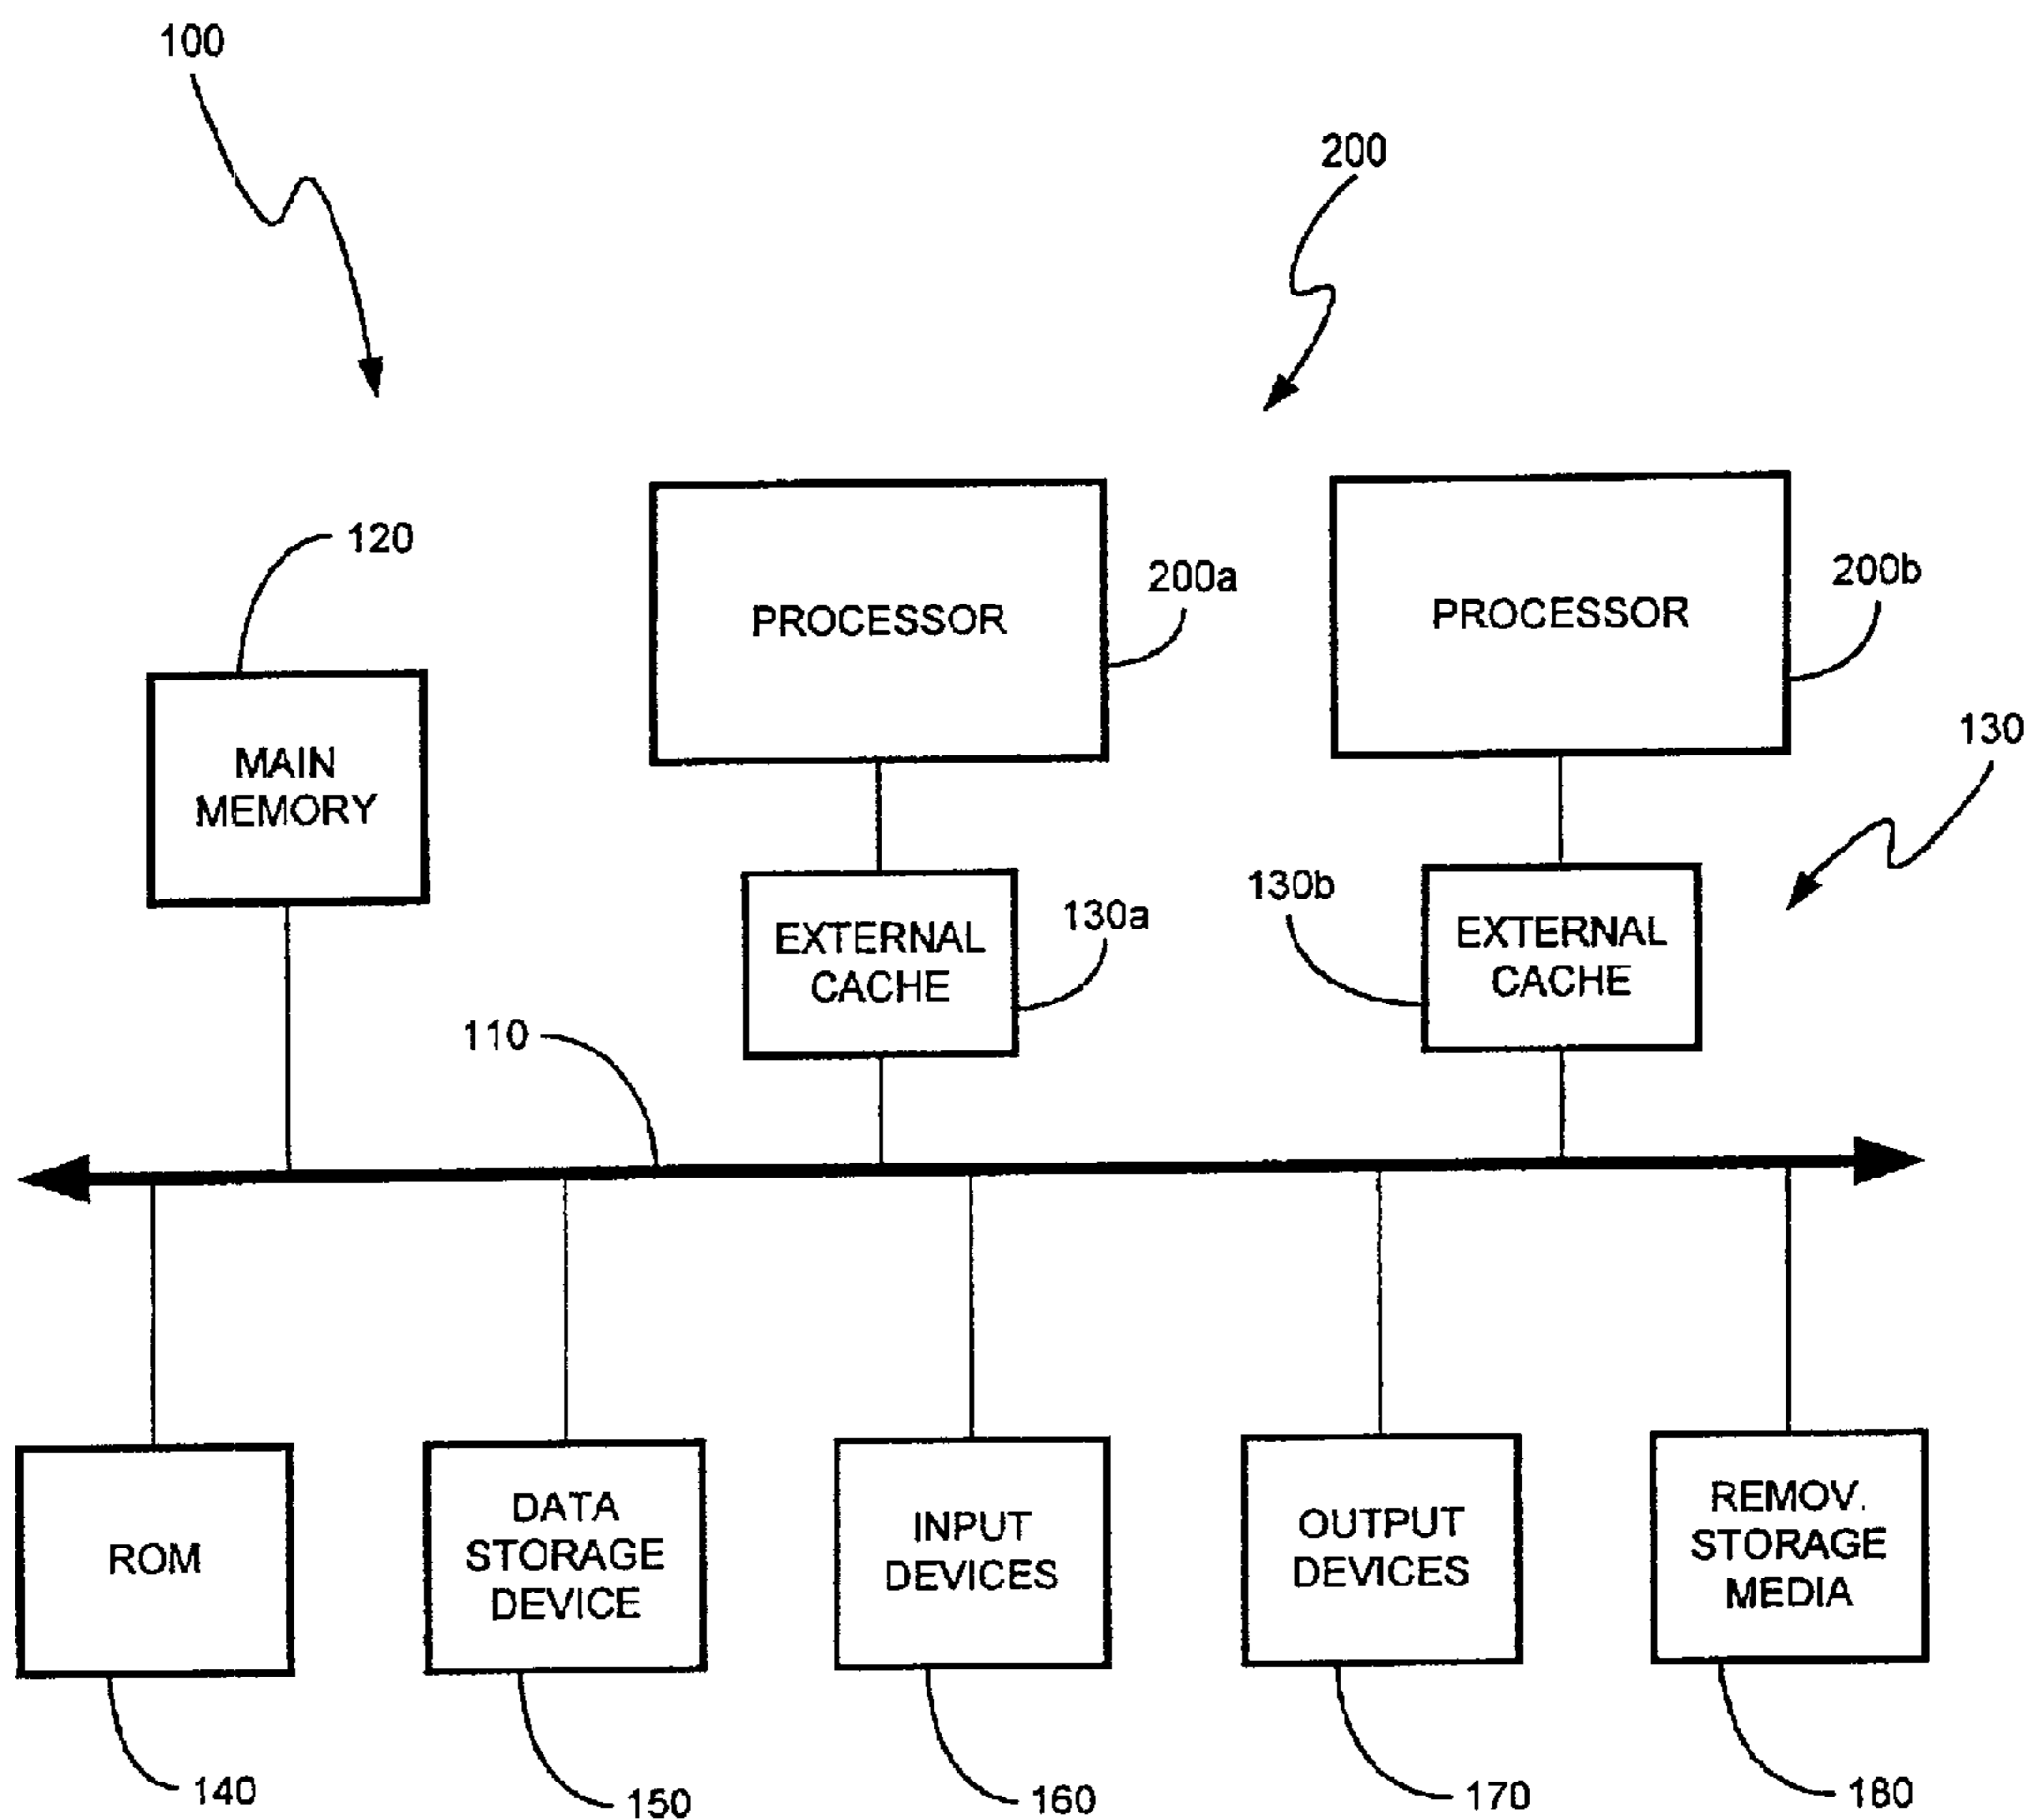 100
200
120
200a
200b
PROCESSOR
PROCESSOR
130
MAIN
MEMORY
130a
130b
EXTERNAL
CACHE
EXTERNAL
CACHE
110
ROM
DATA
STORAGE
DEVICE
INPUT
DEVICES
OUTPUT
DEVICES
REMOV.
STORAGE
MEDIA
140
150
160
170
180